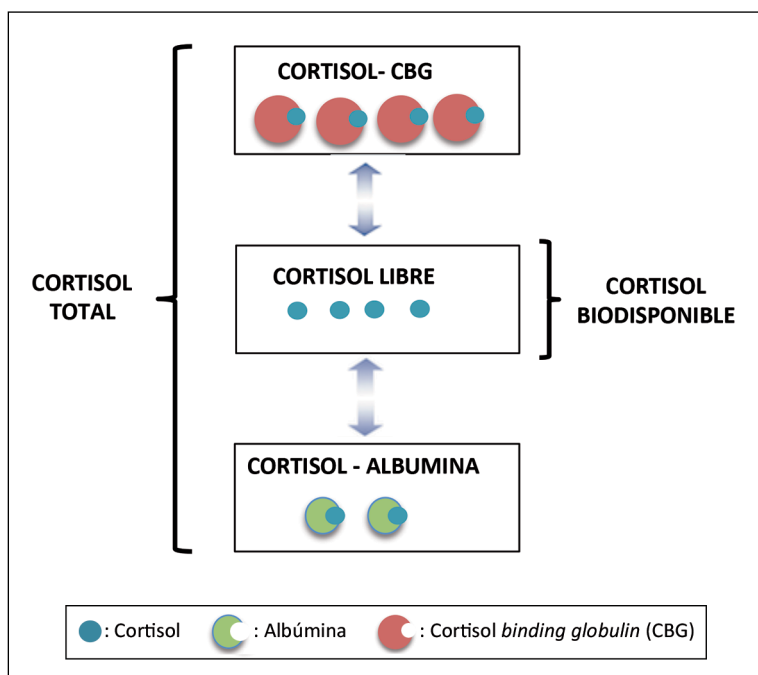 CORTISOL- CBG
CORTISOL
TOTAL
CORTISOL LIBRE
CORTISOL
BIODISPONIBLE
CORTISOL - ALBUMINA
: Cortisol
: Albúmina
: Cortisol binding globulin (CBG)